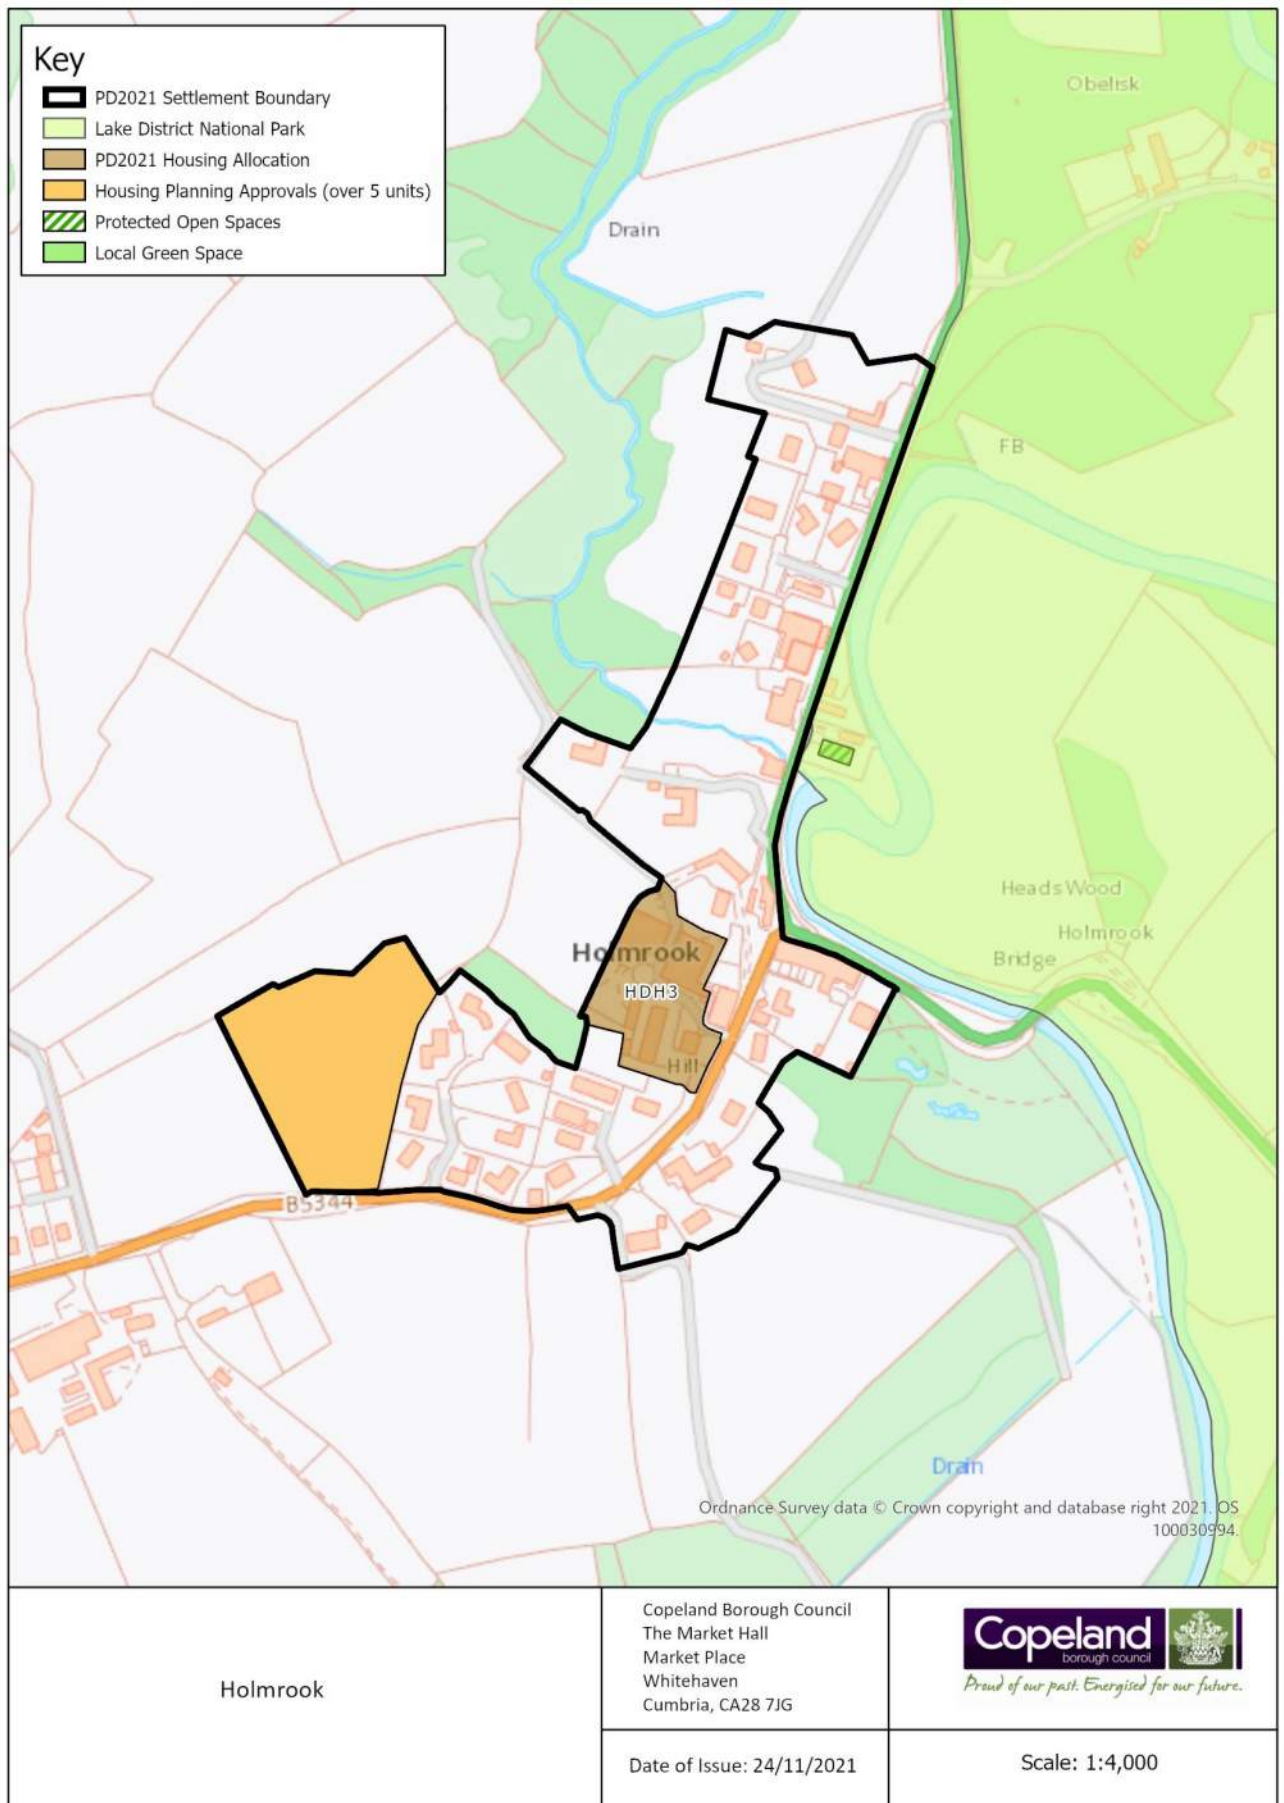 Key
PD2021 Settlement Boundary
Lake District National Park
PD2021 Housing Allocation
Housing Planning Approvals (over 5 units)
Protected Open Spaces
Local Green Space
Obelisk
Drain
FB
Heads Wood
Holmrook
Bridge
Holmrook
HDH3
Hill
B5344
Drain
Ordnance Survey data © Crown copyright and database right 2021. OS
100030994.
Holmrook
Copeland Borough Council
The Market Hall
Market Place
Whitehaven
Cumbria, CA28 7JG
Date of Issue: 24/11/2021
Copeland
borough council
Proud of our past. Energised for our future.
Scale: 1:4,000